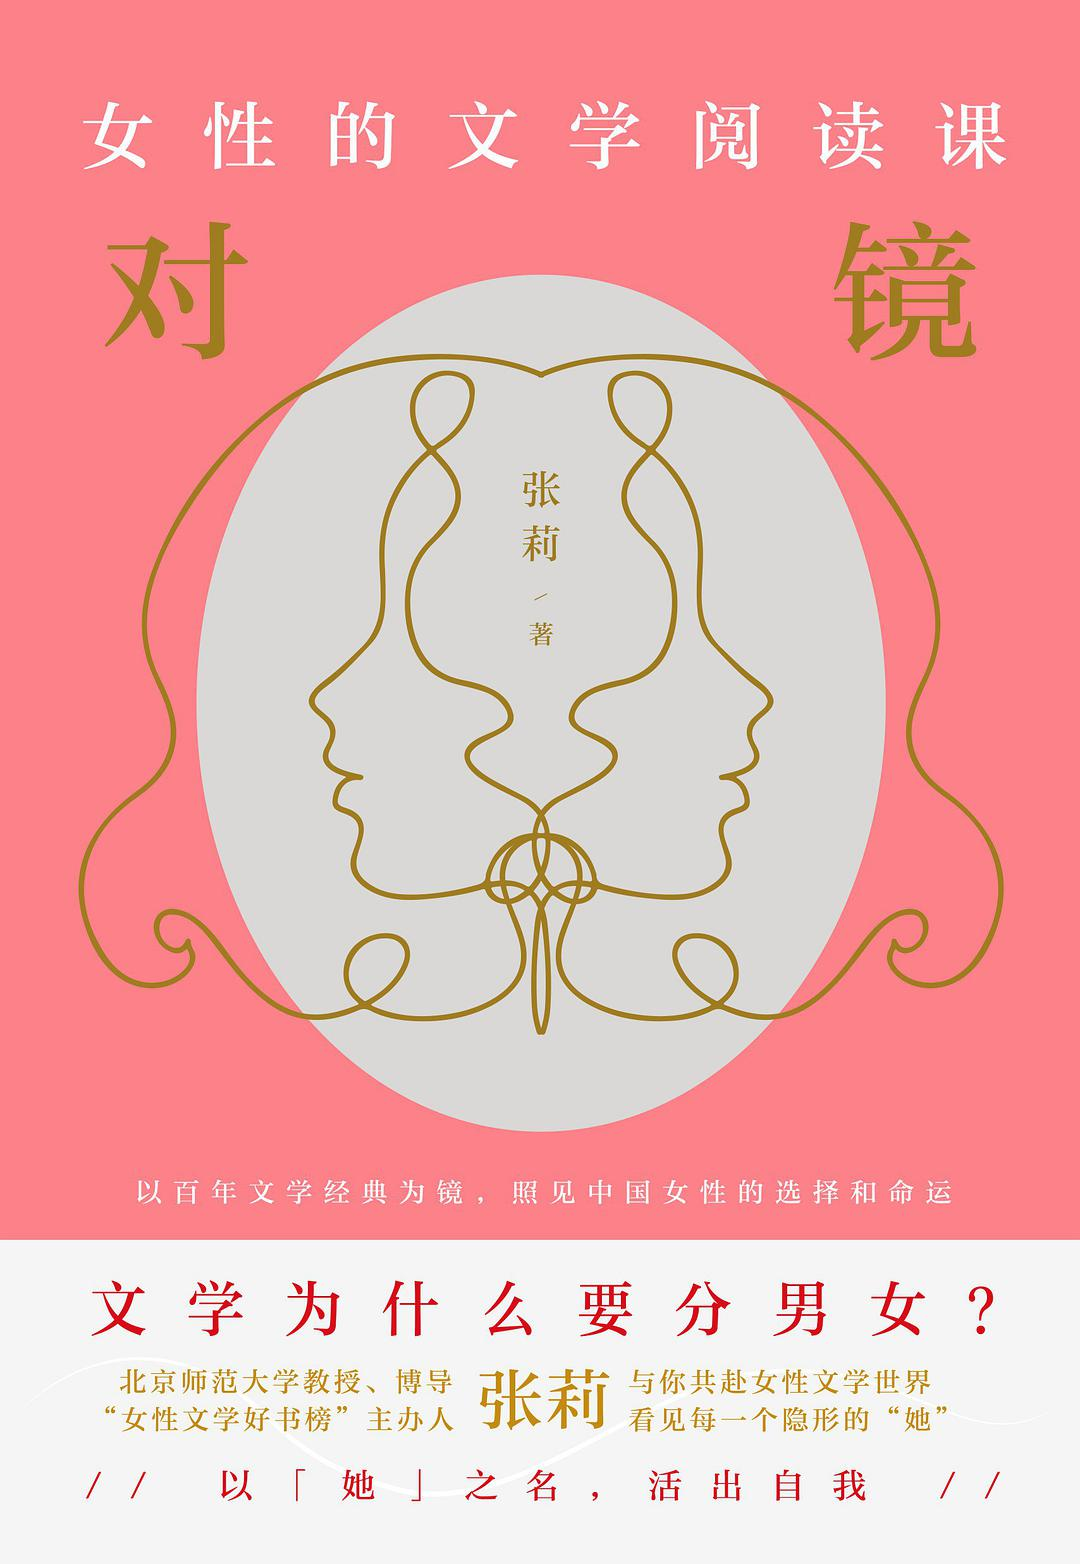 女性的文学阅读课
对镜
张莉/著
以百年文学经典为镜，照见中国女性的选择和命运
文学为什么要分男女？
北京师范大学教授、博导
“女性文学好书榜”主办人
张莉
与你共赴女性文学世界
看见每一个隐形的“她”
// 以「她」之名，活出自我 //